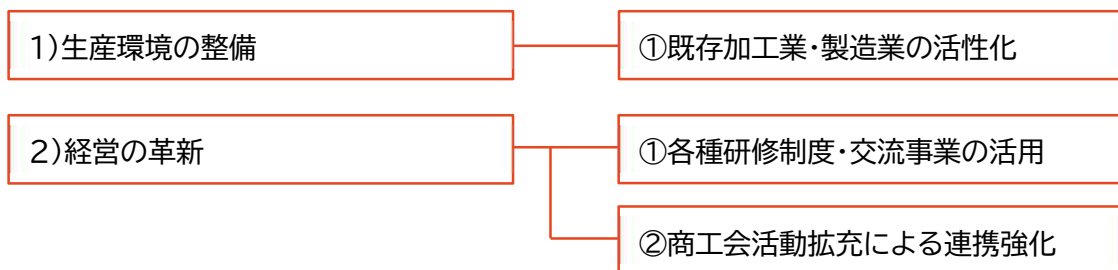 1)生産環境の整備
①既存加工業・製造業の活性化
2)経営の革新
①各種研修制度・交流事業の活用
②商工会活動拡充による連携強化